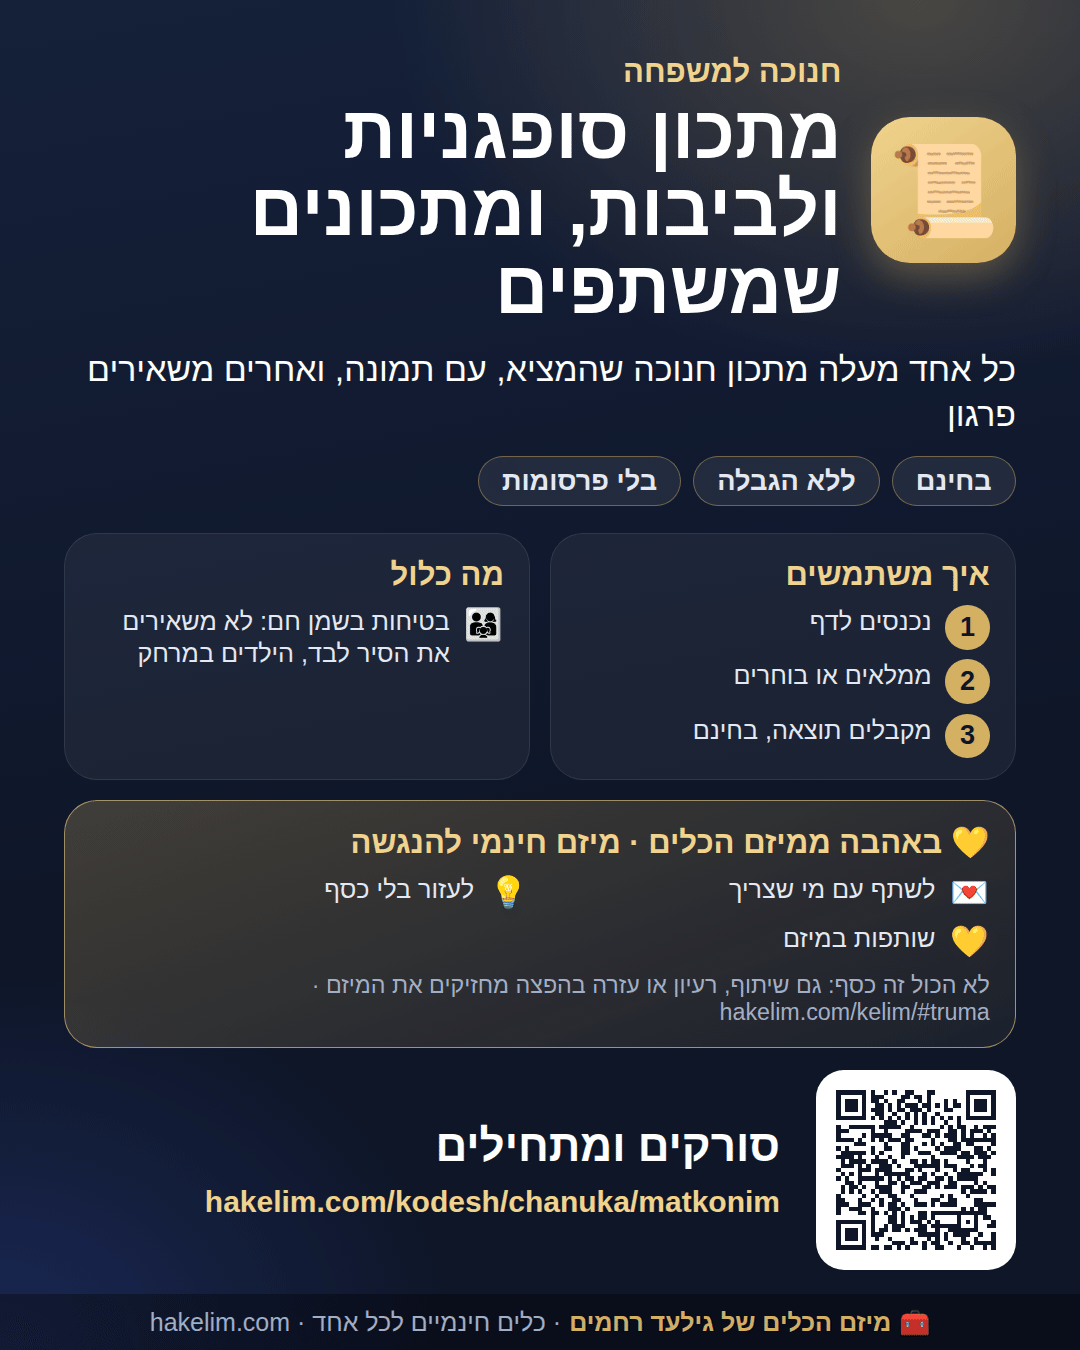 חנוכה למשפחה
מתכון סופגניות
ולביבות, ומתכונים
שמשתפים
כל אחד מעלה מתכון חנוכה שהמציא, עם תמונה, ואחרים משאירים
פרגון
בחינם
ללא הגבלה
בלי פרסומות
איך משתמשים
1 נכנסים לדף
2 ממלאים או בוחרים
3 מקבלים תוצאה, בחינם
מה כלול
בטיחות בשמן חם: לא משאירים
את הסיר לבד, הילדים במרחק
באהבה ממיזם הכלים · מיזם חינמי להנגשה
לשתף עם מי שצריך
לעזור בלי כסף
שותפות במיזם
לא הכול זה כסף: גם שיתוף, רעיון או עזרה בהפצה מחזיקים את המיזם ·
hakelim.com/kelim/#truma
סורקים ומתחילים
hakelim.com/kodesh/chanuka/matkonim
מיזם הכלים של גילעד רחמים · כלים חינמיים לכל אחד · hakelim.com